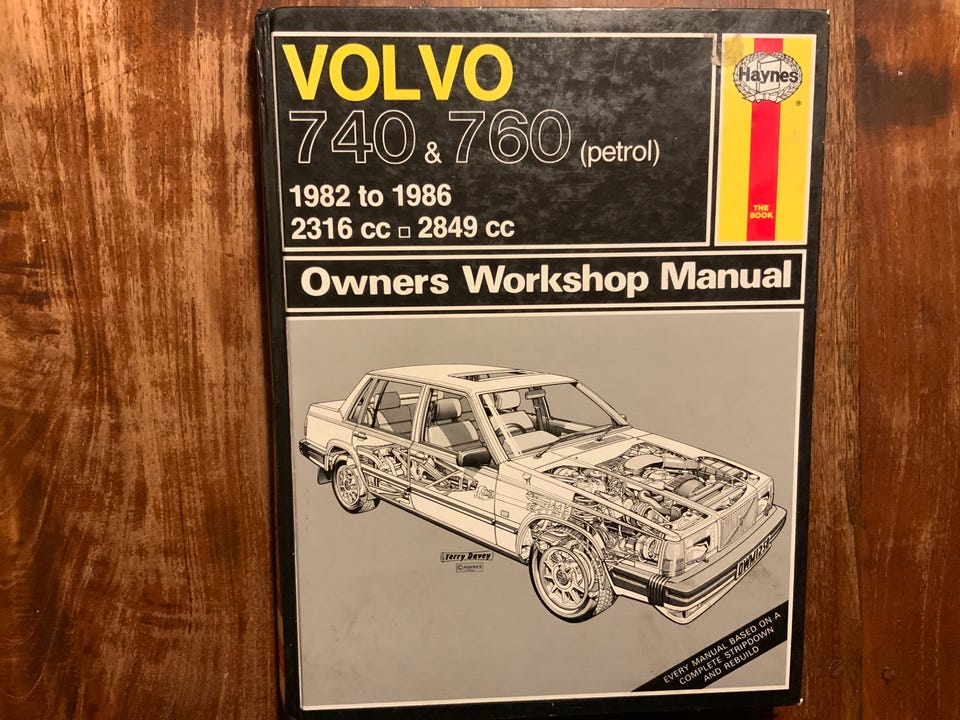 VOLVO
740 & 760 (petrol)
1982 to 1986
2316 cc □ 2849 cc
Haynes
®
THE
BOOK
Owners Workshop Manual
Terry Davey
© HAYNES
EVERY MANUAL BASED ON A
COMPLETE STRIPDOWN
AND REBUILD